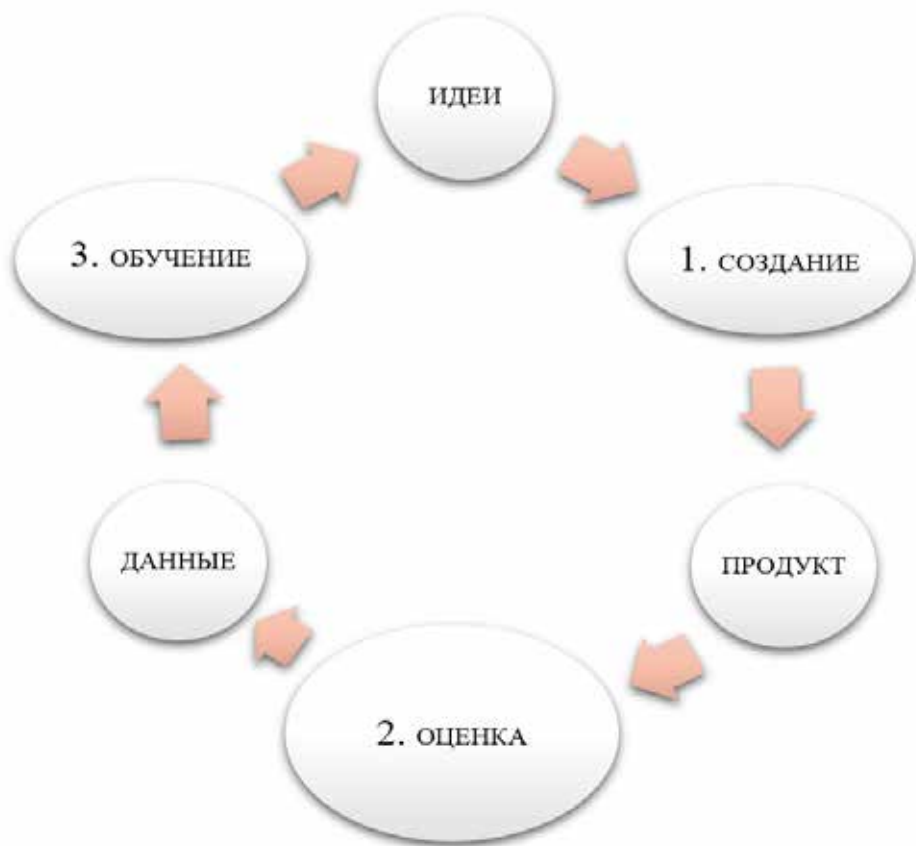 ИДЕИ
1. СОЗДАНИЕ
ПРОДУКТ
2. ОЦЕНКА
ДАННЫЕ
3. ОБУЧЕНИЕ